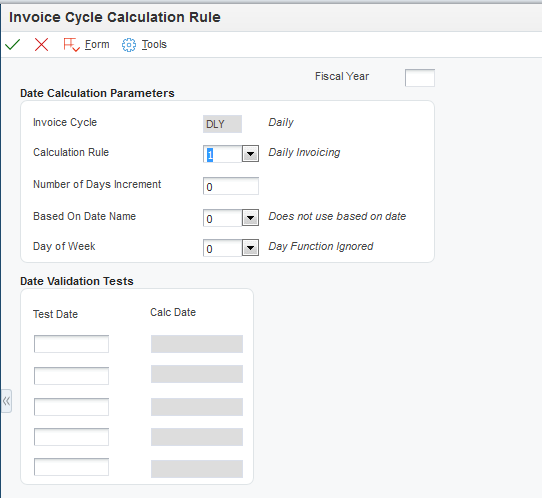 Invoice Cycle Calculation Rule
Form Tools
Fiscal Year
Date Calculation Parameters
Invoice Cycle DLY Daily
Calculation Rule 1 Daily Invoicing
Number of Days Increment 0
Based On Date Name 0 Does not use based on date
Day of Week 0 Day Function Ignored
Date Validation Tests
Test Date Calc Date